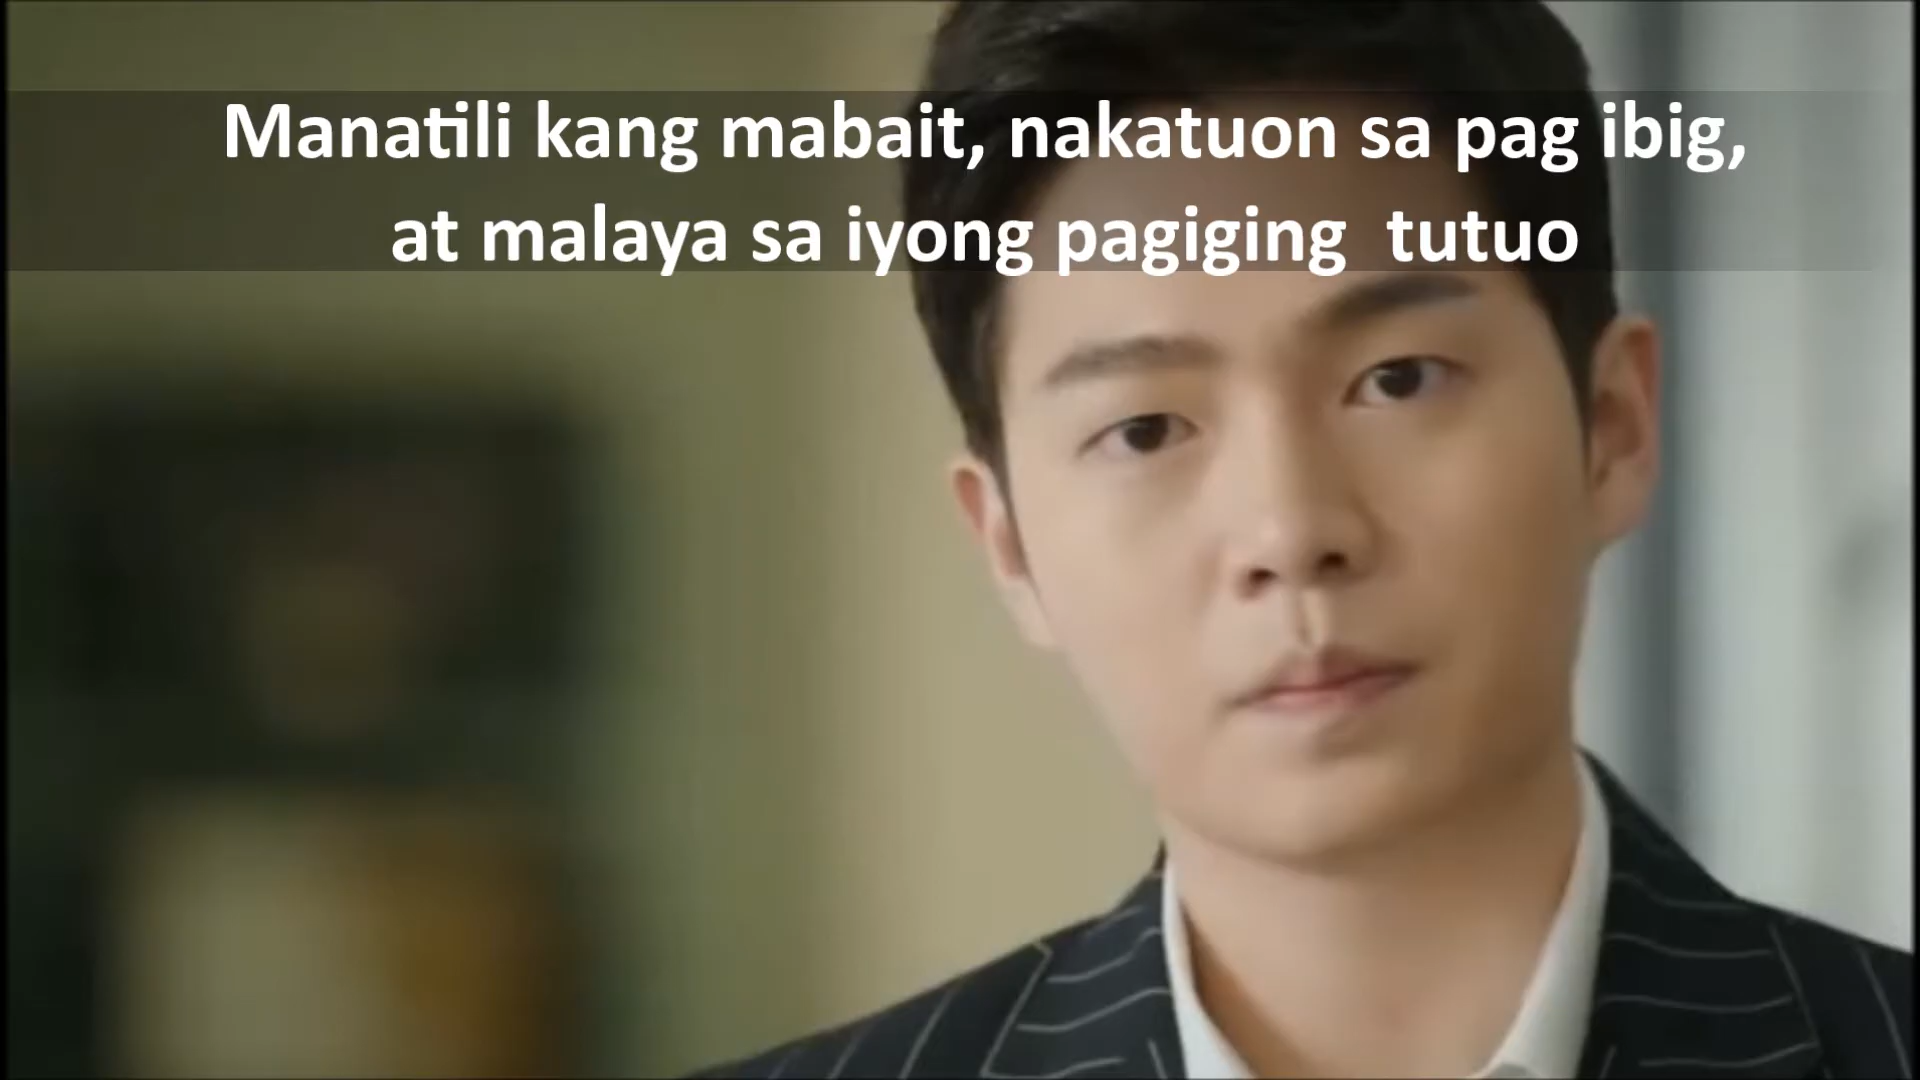 Manatili kang mabait, nakatuon sa pag ibig,
at malaya sa iyong pagiging  tutuo